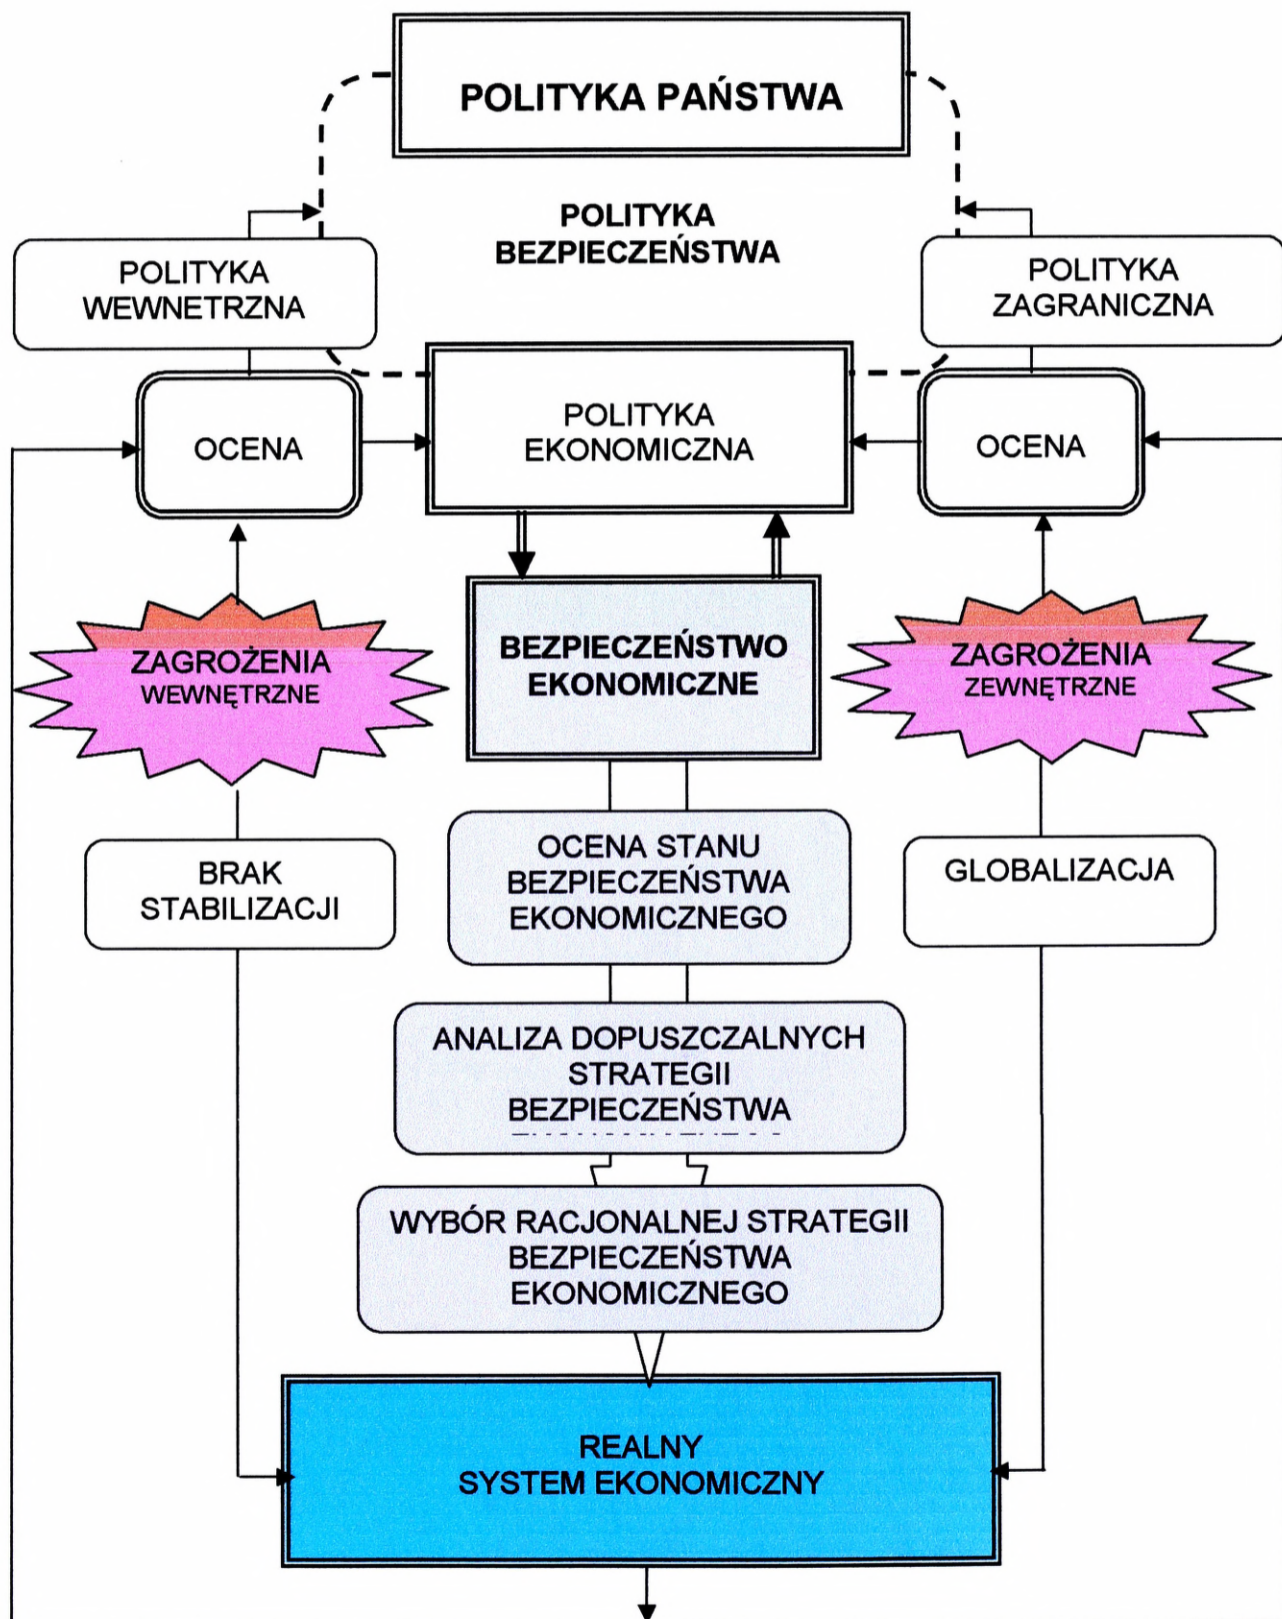 POLITYKA PAŃSTWA
POLITYKA
BEZPIECZEŃSTWA
POLITYKA
WEWNETRZNA
POLITYKA
ZAGRANICZNA
OCENA
POLITYKA
EKONOMICZNA
OCENA
ZAGROŻENIA
WEWNĘTRZNE
BEZPIECZEŃSTWO
EKONOMICZNE
ZAGROŻENIA
ZEWNĘTRZNE
BRAK
STABILIZACJI
OCENA STANU
BEZPIECZEŃSTWA
EKONOMICZNEGO
GLOBALIZACJA
ANALIZA DOPUSZCZALNYCH
STRATEGII
BEZPIECZEŃSTWA
WYBÓR RACJONALNEJ STRATEGII
BEZPIECZEŃSTWA
EKONOMICZNEGO
REALNY
SYSTEM EKONOMICZNY